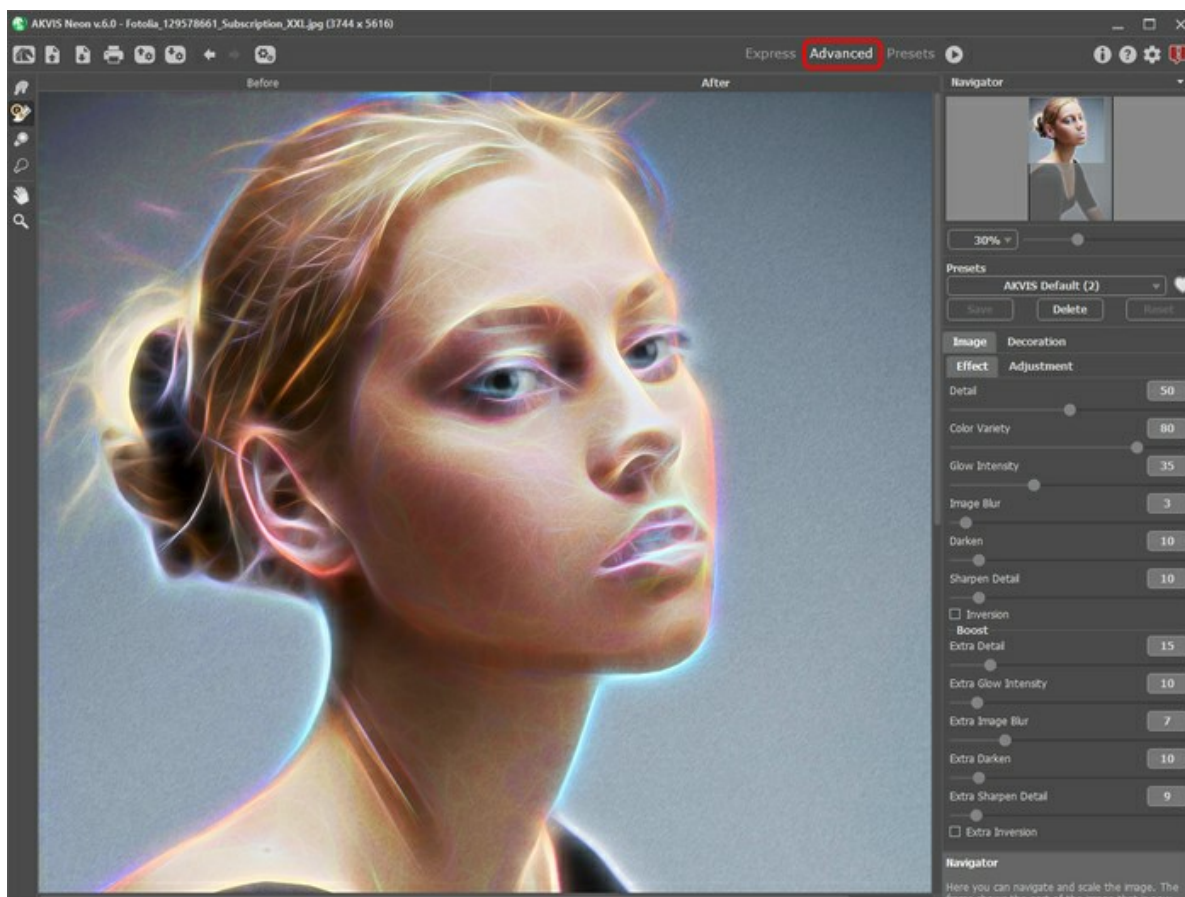 AKVIS Neon v.6.0 - Fotolia_129578661_Subscription_XXL.jpg (3744 x 5616)
Express Advanced Presets
Before After
Navigator
30%
Presets
AKVIS Default (2)
Save Delete Reset
Image Decoration
Effect Adjustment
Detail 50
Color Variety 80
Glow Intensity 35
Image Blur 3
Darken 10
Sharpen Detail 10
Inversion
Boost
Extra Detail 15
Extra Glow Intensity 10
Extra Image Blur 7
Extra Darken 10
Extra Sharpen Detail 9
Extra Inversion
Navigator
Here you can navigate and scale the image. The